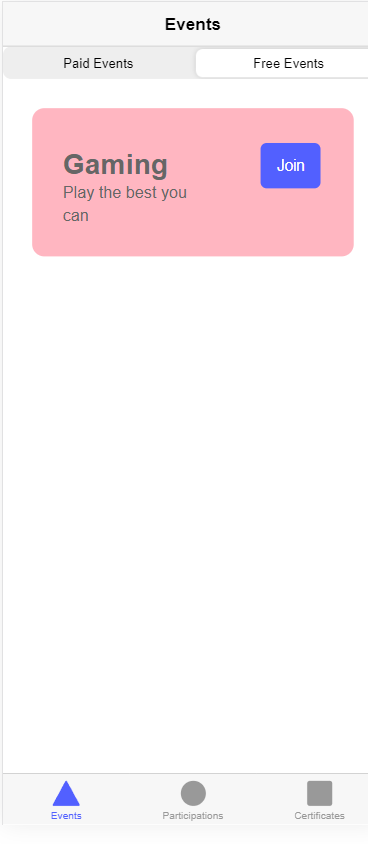 Events
Paid Events
Free Events
Gaming
Join
Play the best you
can
Events
Participations
Certificates